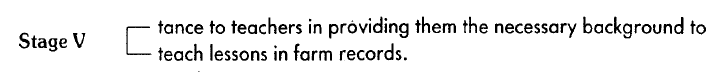 Stage V
tance to teachers in providing them the necessary background to
teach lessons in farm records.